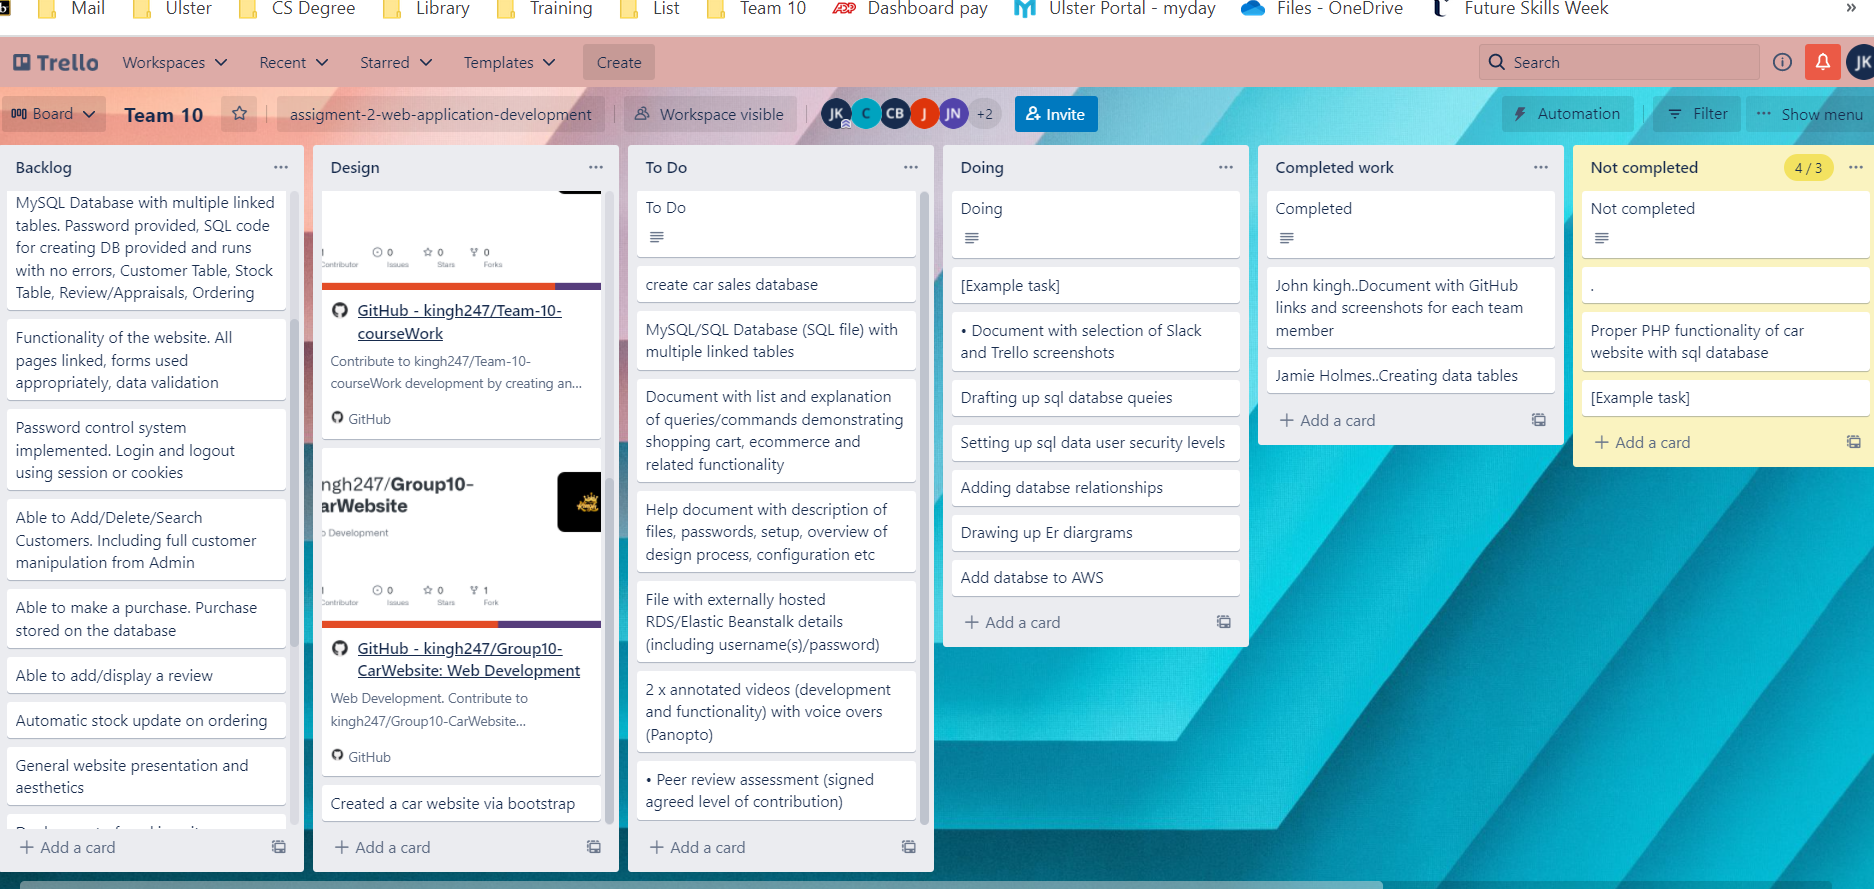 Mail
Ulster
CS Degree
Library
Training
List
Team 10
Dashboard pay
Ulster Portal - myday
Files - OneDrive
Future Skills Week
»
Trello
Workspaces
Recent
Starred
Templates
Create
Search
JK
Board
Team 10
assigment-2-web-application-development
Workspace visible
JK
C
CB
J
JN
+2
Invite
Automation
Filter
Show menu
Backlog
MySQL Database with multiple linked
tables. Password provided, SQL code
for creating DB provided and runs
with no errors, Customer Table, Stock
Table, Review/Appraisals, Ordering
Functionality of the website. All
pages linked, forms used
appropriately, data validation
Password control system
implemented. Login and logout
using session or cookies
Able to Add/Delete/Search
Customers. Including full customer
manipulation from Admin
Able to make a purchase. Purchase
stored on the database
Able to add/display a review
Automatic stock update on ordering
General website presentation and
aesthetics
Add a card
Design
0
0
0
Contributor
Issues
Stars
Forks
GitHub - kingh247/Team-10-
courseWork
Contribute to kingh247/Team-10-
courseWork development by creating an...
GitHub
ngh247/Group10-
arWebsite
Development
0
0
1
Contributor
Issues
Stars
Fork
GitHub - kingh247/Group10-
CarWebsite: Web Development
Web Development. Contribute to
kingh247/Group10-CarWebsite...
GitHub
Created a car website via bootstrap
Add a card
To Do
To Do
create car sales database
MySQL/SQL Database (SQL file) with
multiple linked tables
Document with list and explanation
of queries/commands demonstrating
shopping cart, ecommerce and
related functionality
Help document with description of
files, passwords, setup, overview of
design process, configuration etc
File with externally hosted
RDS/Elastic Beanstalk details
(including username(s)/password)
2 x annotated videos (development
and functionality) with voice overs
(Panopto)
• Peer review assessment (signed
agreed level of contribution)
Add a card
Doing
Doing
[Example task]
• Document with selection of Slack
and Trello screenshots
Drafting up sql databse queies
Setting up sql data user security levels
Adding databse relationships
Drawing up Er diargrams
Add databse to AWS
Add a card
Completed work
Completed
John kingh..Document with GitHub
links and screenshots for each team
member
Jamie Holmes..Creating data tables
Add a card
Not completed
4 / 3
Not completed
.
Proper PHP functionality of car
website with sql database
[Example task]
Add a card